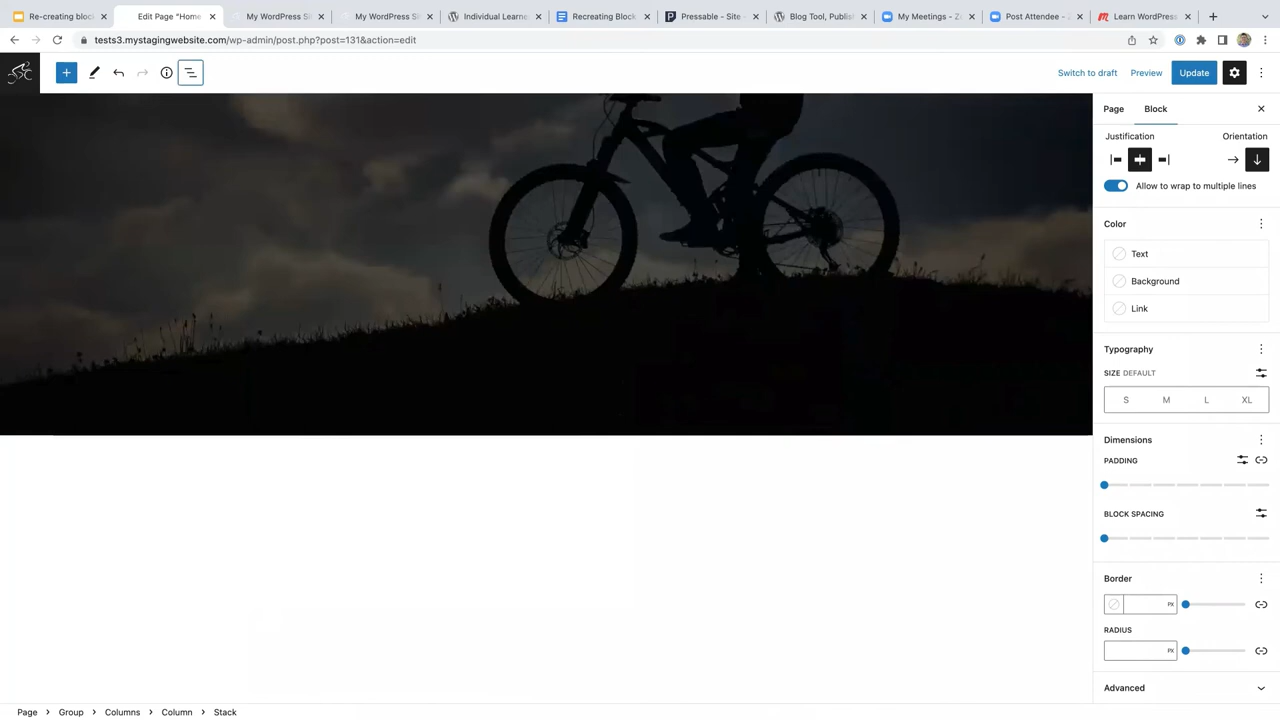 Re-creating bloc
Edit Page “Home
My WordPress Sl
My WordPress Sl
Individual Learne
Recreating Block
Pressable - Site –
Blog Tool, Publis
My Meetings - Z
Post Attendee - Z
Learn WordPress
tests3.mystagingwebsite.com/wp-admin/post.php?post=131&action=edit
Switch to draft
Preview
Update
Page
Block
Justification
Orientation
Allow to wrap to multiple lines
Color
Text
Background
Link
Typography
SIZE DEFAULT
S M L XL
Dimensions
PADDING
BLOCK SPACING
Border
PX
RADIUS
PX
Advanced
Page > Group > Columns > Column > Stack